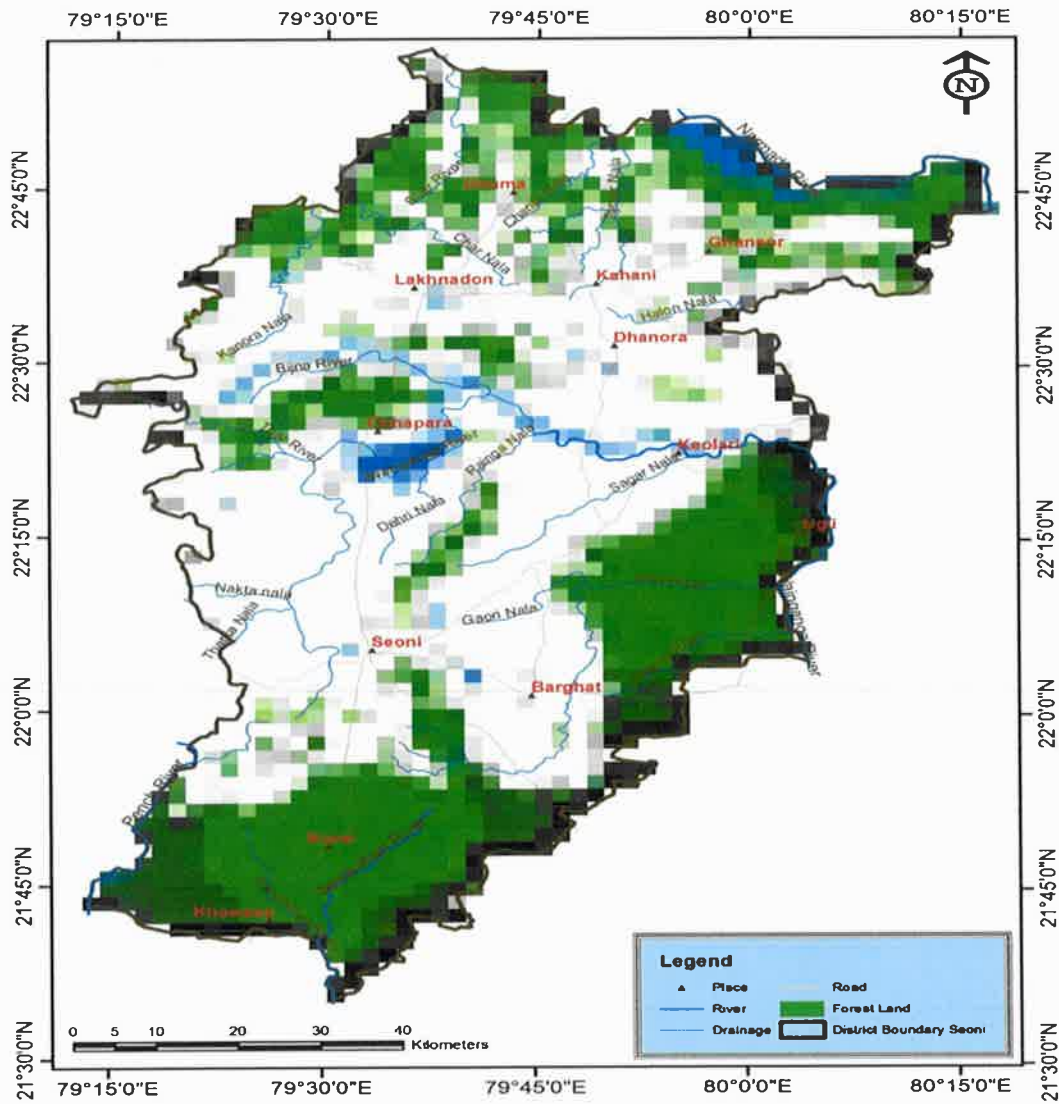 79°15'0"E 79°30'0"E 79°45'0"E 80°0'0"E 80°15'0"E
N
22°45'0"N
22°30'0"N
22°15'0"N
22°0'0"N
21°45'0"N
21°30'0"N
22°45'0"N
22°30'0"N
22°15'0"N
22°0'0"N
21°45'0"N
21°30'0"N
River
Char Nala
Ghansor
Lakhnadon
Kahani
Halon Nala
Kanora Nala
Dhanora
Bijna River
River
Keolari
Sagar Nala
Dehri Nala
Ugli
Nakta nala
Gaon Nala
Seoni
Barghat
Pench River
Legend
Place
Road
River
Forest Land
Drainage
District Boundary Seoni
0 5 10 20 30 40
Kilometers
79°15'0"E 79°30'0"E 79°45'0"E 80°0'0"E 80°15'0"E